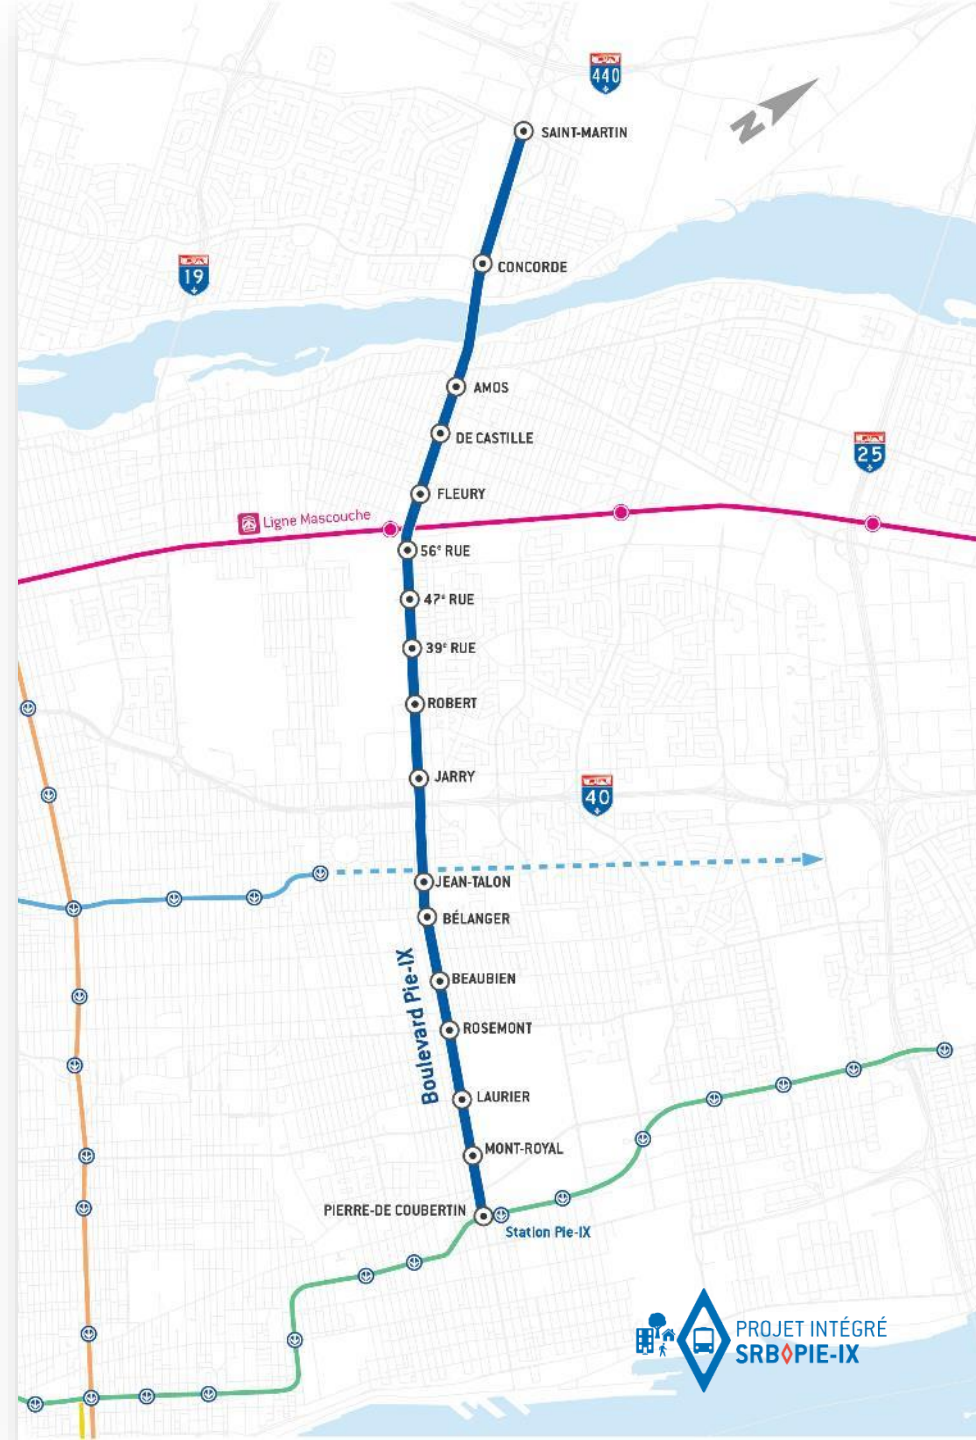 440
N
SAINT-MARTIN
CONCORDE
19
AMOS
DE CASTILLE
25
FLEURY
Ligne Mascouche
56e RUE
47e RUE
39e RUE
ROBERT
JARRY
40
JEAN-TALON
BÉLANGER
BEAUBIEN
Boulevard Pie-IX
ROSEMONT
LAURIER
MONT-ROYAL
PIERRE-DE COUBERTIN
Station Pie-IX
PROJET INTÉGRÉ
SRB PIE-IX